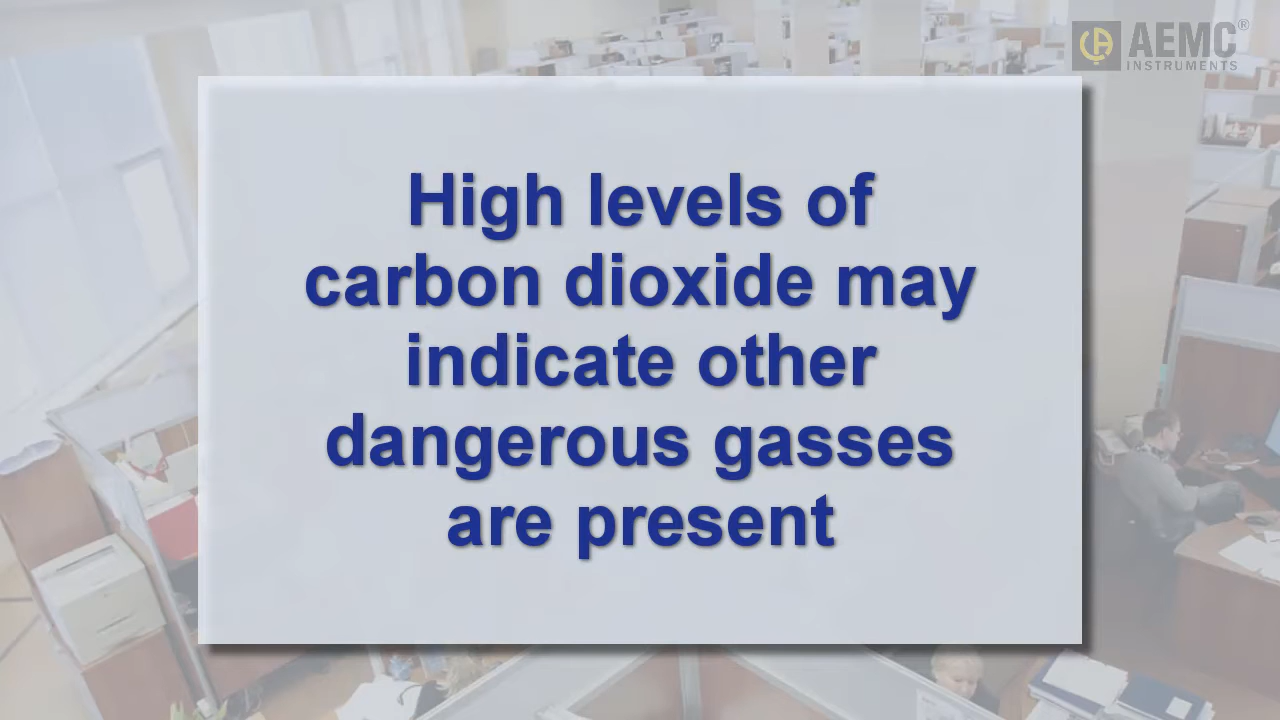 AEMC®
INSTRUMENTS
High levels of
carbon dioxide may
indicate other
dangerous gasses
are present